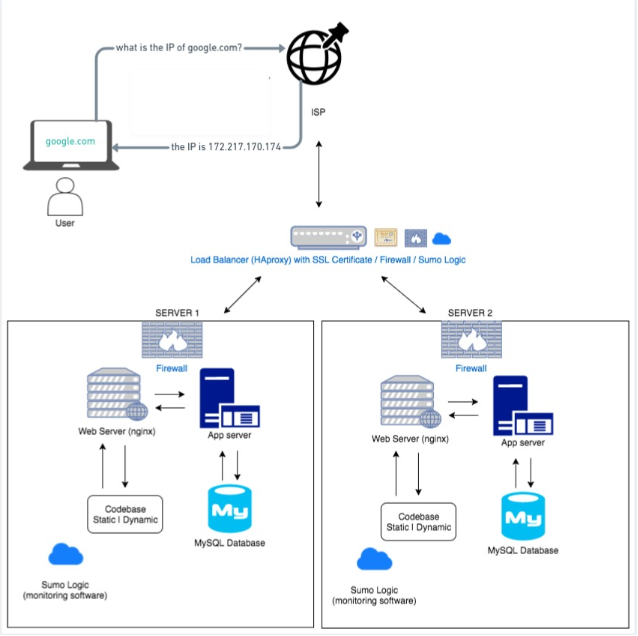 what is the IP of google.com?
ISP
google.com
the IP is 172.217.170.174
User
Load Balancer (HAproxy) with SSL Certificate / Firewall / Sumo Logic
SERVER 1
Firewall
Web Server (nginx)
App server
Codebase
Static | Dynamic
My
MySQL Database
Sumo Logic
(monitoring software)
SERVER 2
Firewall
Web Server (nginx)
App server
Codebase
Static | Dynamic
My
MySQL Database
Sumo Logic
(monitoring software)